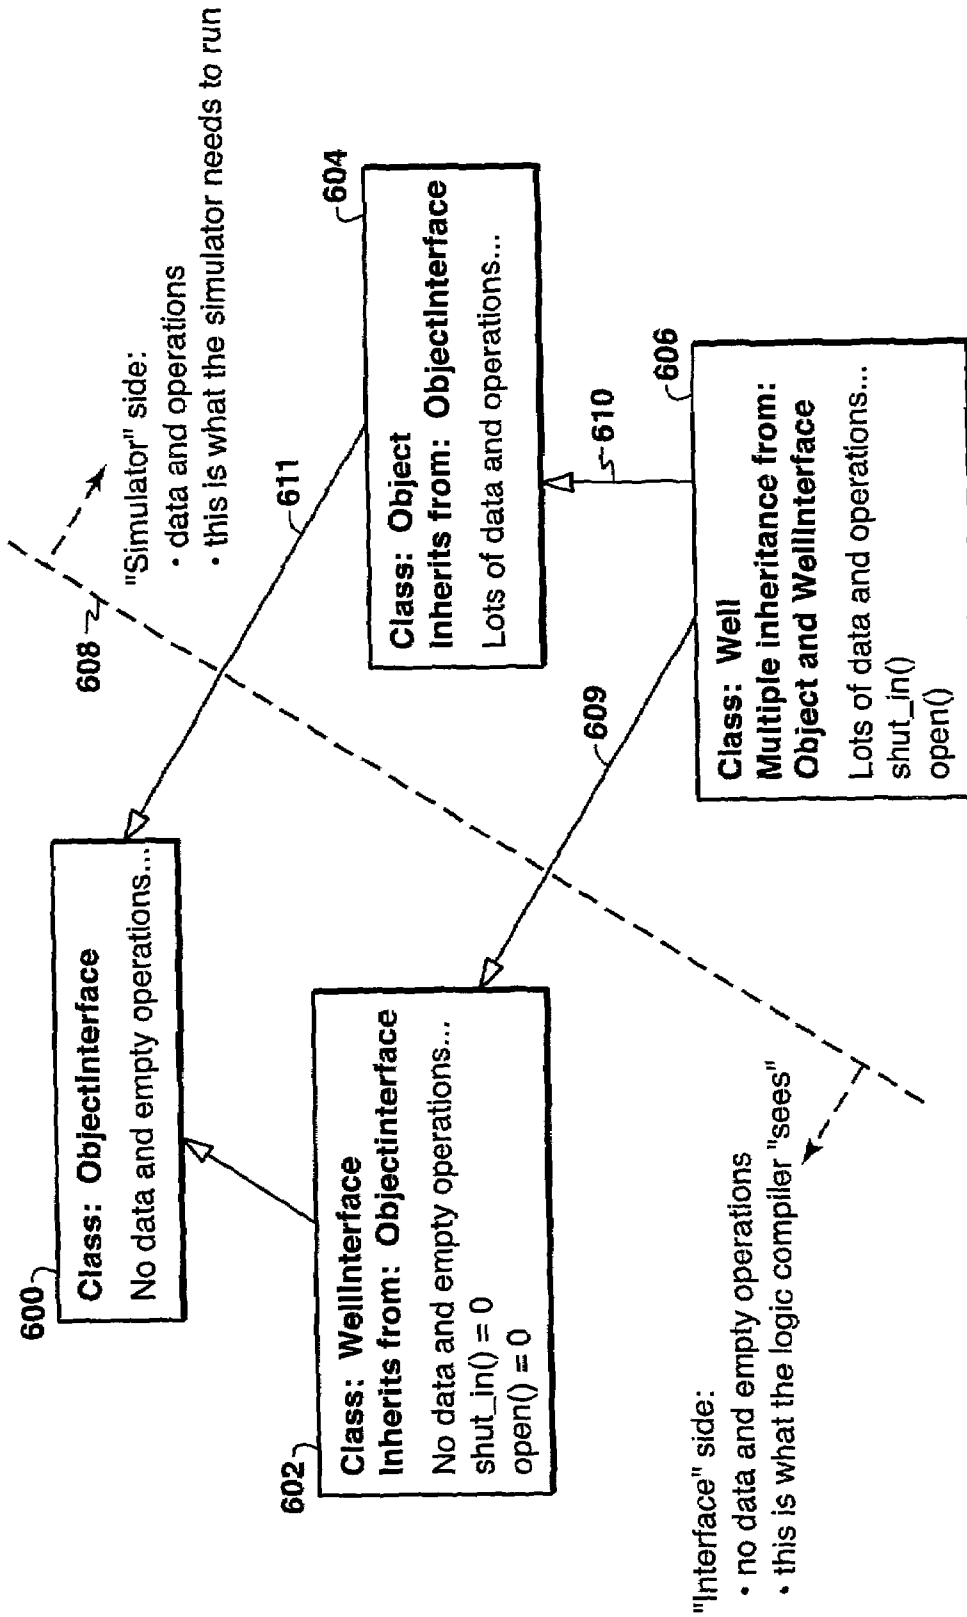 600
Class: ObjectInterface
No data and empty operations...
602
Class: WellInterface
Inherits from: ObjectInterface
No data and empty operations...
shut_in() = 0
open() = 0
"Interface" side:
• no data and empty operations
• this is what the logic compiler "sees"
608
"Simulator" side:
• data and operations
• this is what the simulator needs to run
611
604
Class: Object
Inherits from: ObjectInterface
Lots of data and operations...
609
610
606
Class: Well
Multiple inheritance from:
Object and WellInterface
Lots of data and operations...
shut_in()
open()